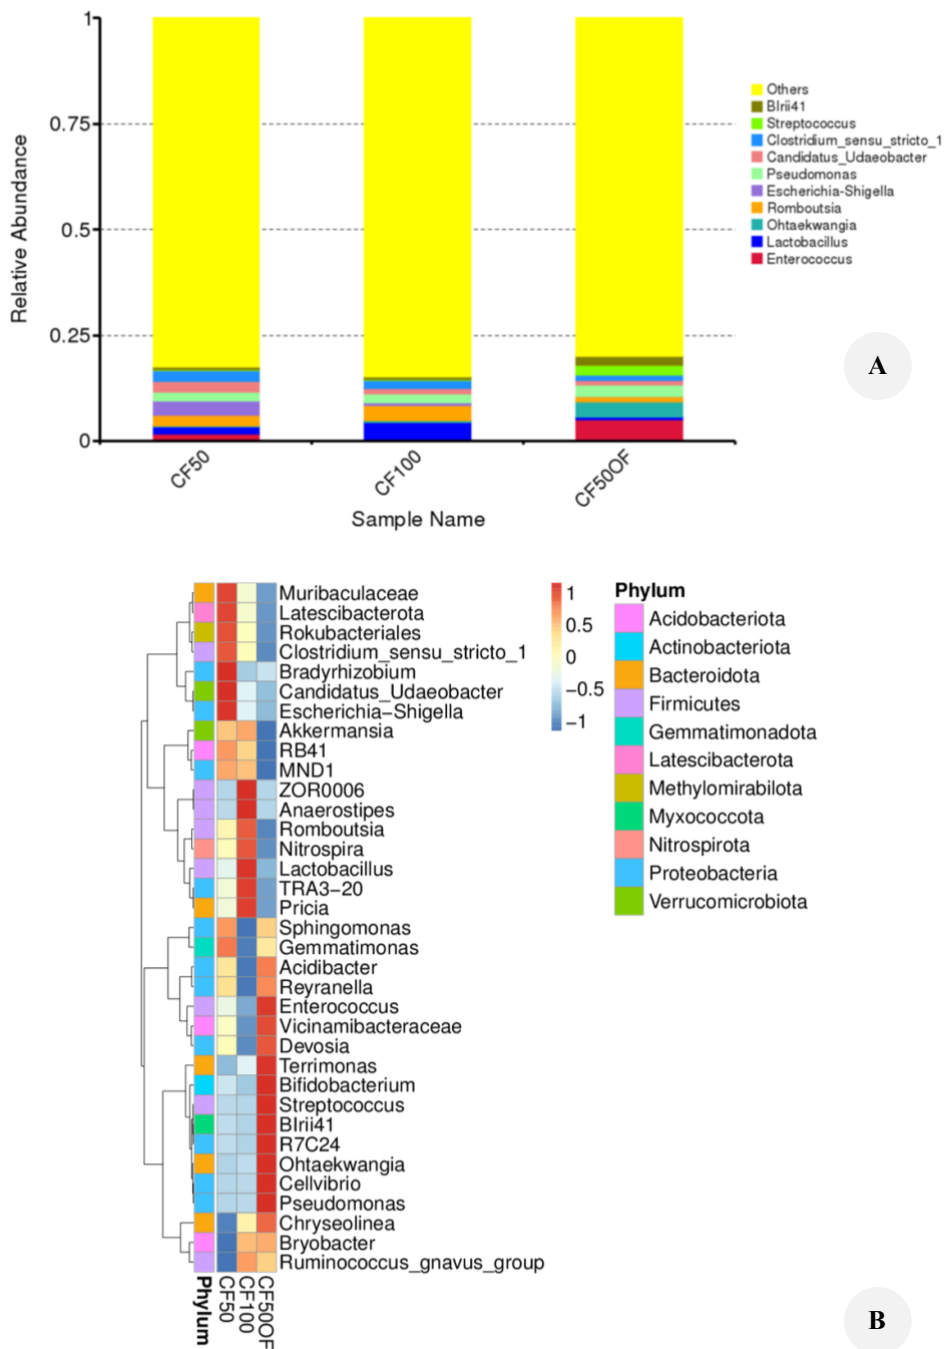 1
0.75
0.5
0.25
0
Relative Abundance
CF50
CF100
CF50OF
Sample Name
Others
BIrii41
Streptococcus
Clostridium_sensu_stricto_1
Candidatus_Udaeobacter
Pseudomonas
Escherichia-Shigella
Romboutsia
Ohtaekwangia
Lactobacillus
Enterococcus
A
Muribaculaceae
Latescibacterota
Rokubacteriales
Clostridium_sensu_stricto_1
Bradyrhizobium
Candidatus_Udaeobacter
Escherichia−Shigella
Akkermansia
RB41
MND1
ZOR0006
Anaerostipes
Romboutsia
Nitrospira
Lactobacillus
TRA3−20
Pricia
Sphingomonas
Gemmatimonas
Acidibacter
Reyranella
Enterococcus
Vicinamibacteraceae
Devosia
Terrimonas
Bifidobacterium
Streptococcus
BIrii41
R7C24
Ohtaekwangia
Cellvibrio
Pseudomonas
Chryseolinea
Bryobacter
Ruminococcus_gnavus_group
Phylum
CF50
CF100
CF50OF
1
0.5
0
−0.5
−1
Phylum
Acidobacteriota
Actinobacteriota
Bacteroidota
Firmicutes
Gemmatimonadota
Latescibacterota
Methylomirabilota
Myxococcota
Nitrospirota
Proteobacteria
Verrucomicrobiota
B